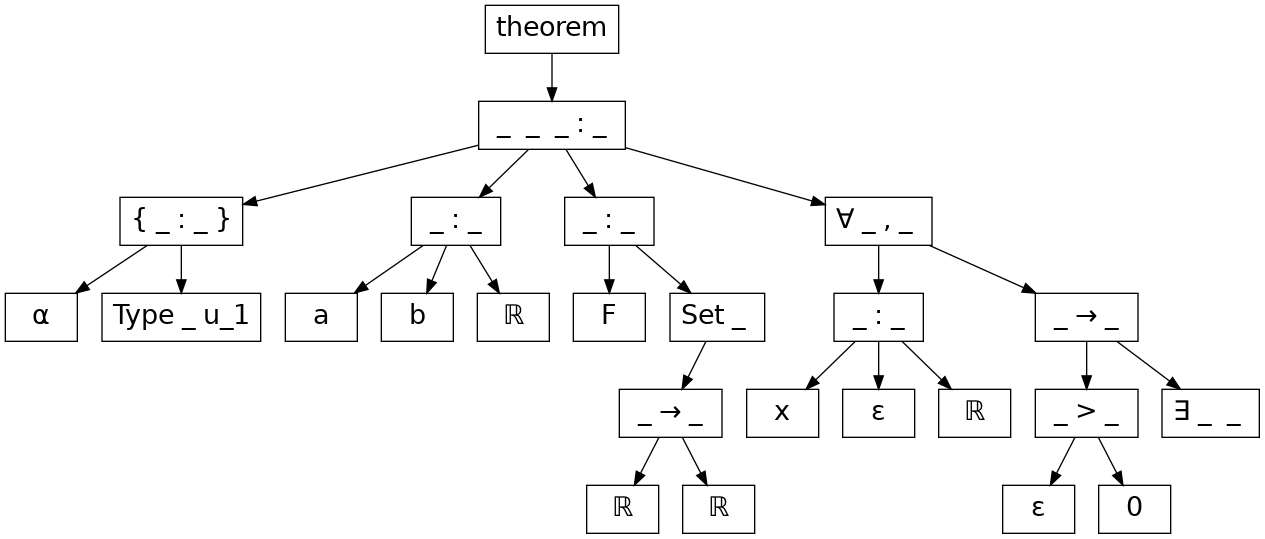 theorem
_ _ _ : _
{ _ : _ } _ : _ _ : _ ∀ _ , _
α Type _ u_1 a b ℝ F Set _ _ : _ _ → _
_ → _ x ε ℝ _ > _ ∃ _ _
ℝ ℝ ε 0